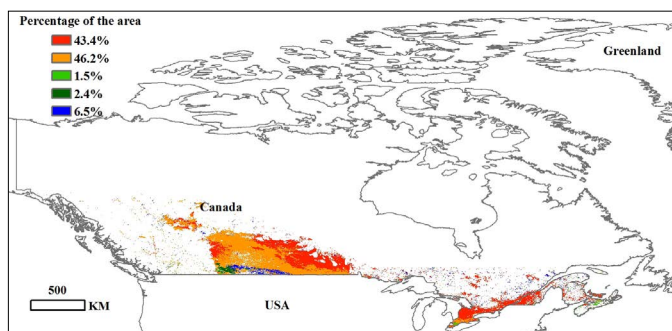 Percentage of the area
43.4%
46.2%
1.5%
2.4%
6.5%
Greenland
Canada
500
KM
USA